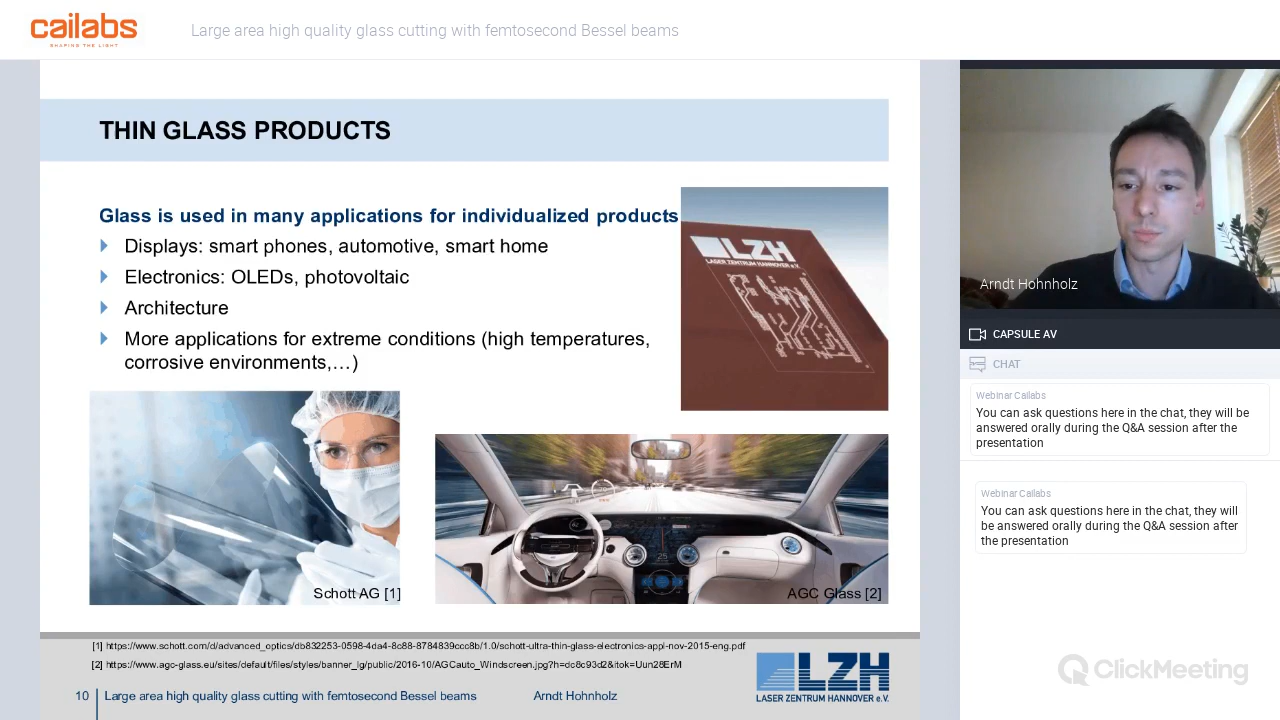 cailabs
SHAPING THE LIGHT
Large area high quality glass cutting with femtosecond Bessel beams
THIN GLASS PRODUCTS
Glass is used in many applications for individualized products
Displays: smart phones, automotive, smart home
Electronics: OLEDs, photovoltaic
Architecture
More applications for extreme conditions (high temperatures,
corrosive environments,…)
LZH
LASER ZENTRUM HANNOVER e.V.
Schott AG [1]
AGC Glass [2]
[1] https://www.schott.com/d/advanced_optics/db832253-0598-4da4-8c88-8784839ccc8b/1.0/schott-ultra-thin-glass-electronics-appl-nov-2015-eng.pdf
[2] https://www.agc-glass.eu/sites/default/files/styles/banner_lg/public/2016-10/AGCauto_Windscreen.jpg?h=dc8c93d2&itok=Uun28ErM
10 Large area high quality glass cutting with femtosecond Bessel beams Arndt Hohnholz
LZH
LASER ZENTRUM HANNOVER e.V.
Arndt Hohnholz
CAPSULE AV
CHAT
Webinar Cailabs
You can ask questions here in the chat, they will be
answered orally during the Q&A session after the
presentation
Webinar Cailabs
You can ask questions here in the chat, they will
be answered orally during the Q&A session after
the presentation
ClickMeeting